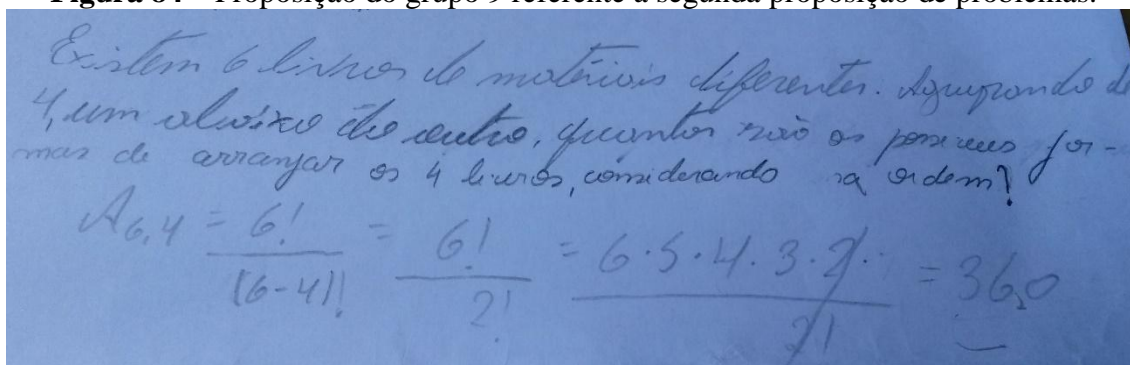 Figura 84 – Proposição do grupo 9 referente a segunda proposição de problemas.
Existem 6 livros de matérias diferentes. Agrupando de
4, um abaixo do outro, quantas são as possíveis for-
mas de arranjar os 4 livros, considerando a ordem?
A6,4 = 6!/(6-4)! = 6!/2! = 6·5·4·3·2!/2! = 360